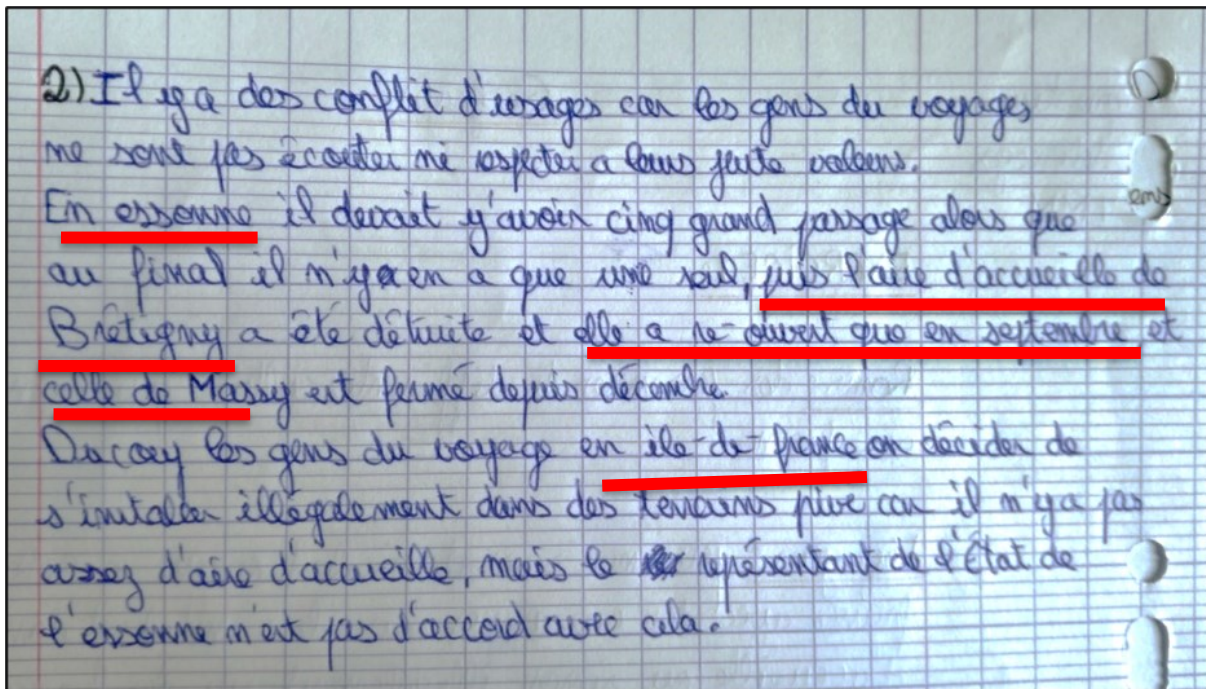 2) Il y a des conflit d'usages car les gens du voyages
ne sont pas écouter ni respecter a leurs juste valeurs.
En essonne il devait y'avoir cinq grand passage alors que
au final il n'y a en a que une seul, puis l'aire d'accueille de
Brétigny a été détruite et elle a re-ouvert que en septembre et
celle de Massy est fermé depuis décembre.
Ducoup les gens du voyage en ile-de-france on décider de
s'installer illégalement dans des terrains privé car il n'y a pas
assez d'aire d'accueille, mais le représentant de l'état de
l'essonne n'est pas d'accord avec cela.
ens